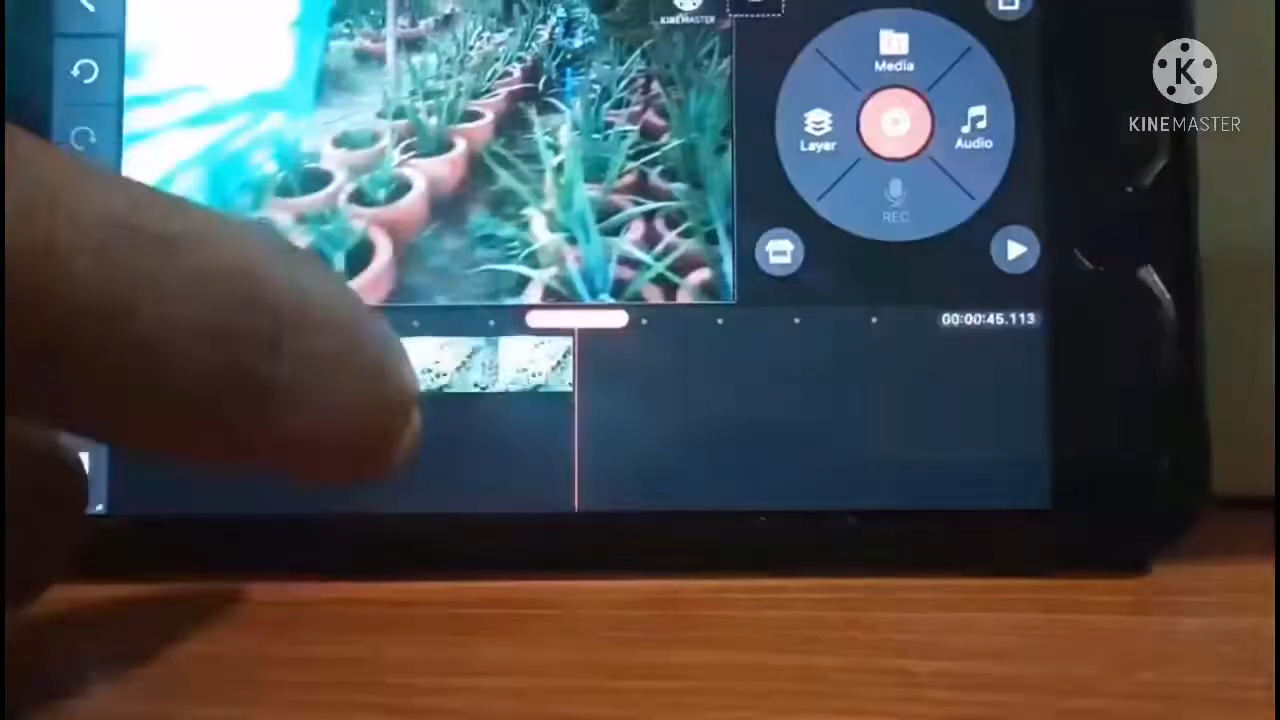 KINEMASTER
Media
KINEMASTER
Layer
Audio
REC
00:00:45.113